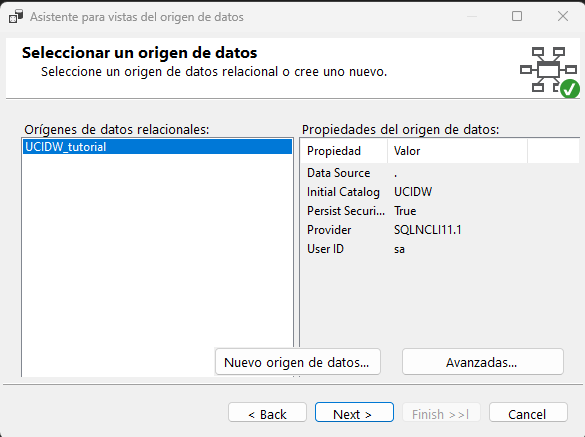 Asistente para vistas del origen de datos
Seleccionar un origen de datos
Seleccione un origen de datos relacional o cree uno nuevo.
Orígenes de datos relacionales:
UCIDW_tutorial
Propiedades del origen de datos:
Propiedad Valor
Data Source .
Initial Catalog UCIDW
Persist Securi... True
Provider SQLNCLI11.1
User ID sa
Nuevo origen de datos...
Avanzadas...
< Back
Next >
Finish >>|
Cancel